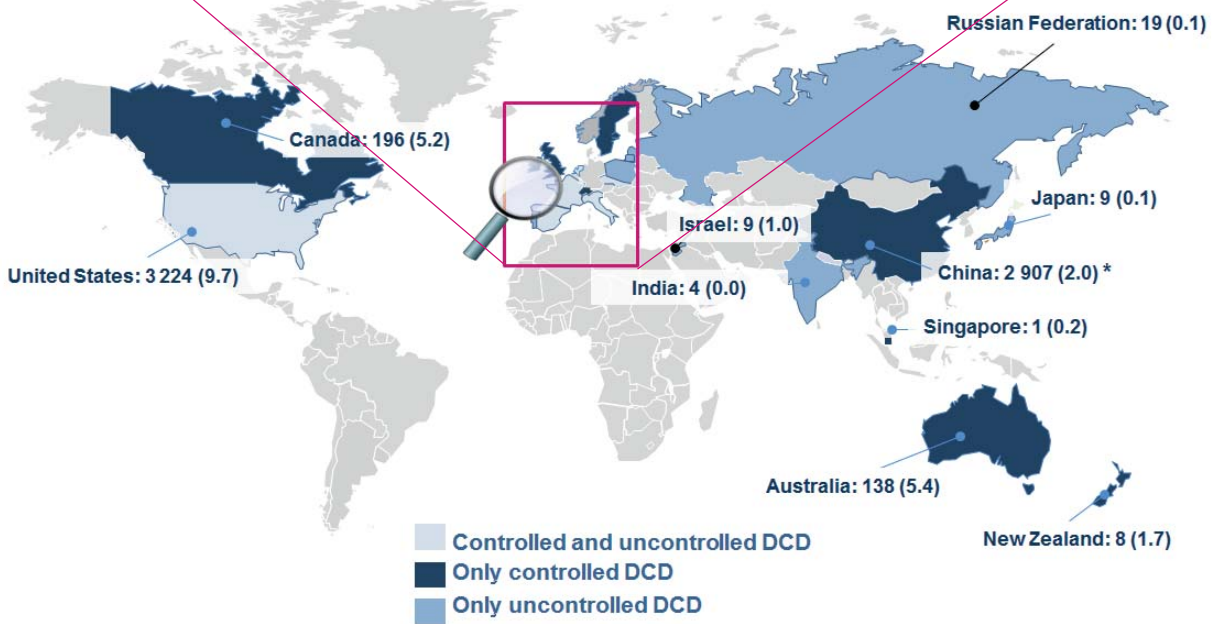 Russian Federation: 19 (0.1)
Canada: 196 (5.2)
Japan: 9 (0.1)
Israel: 9 (1.0)
United States: 3 224 (9.7)
China: 2 907 (2.0) *
India: 4 (0.0)
Singapore: 1 (0.2)
Australia: 138 (5.4)
New Zealand: 8 (1.7)
Controlled and uncontrolled DCD
Only controlled DCD
Only uncontrolled DCD